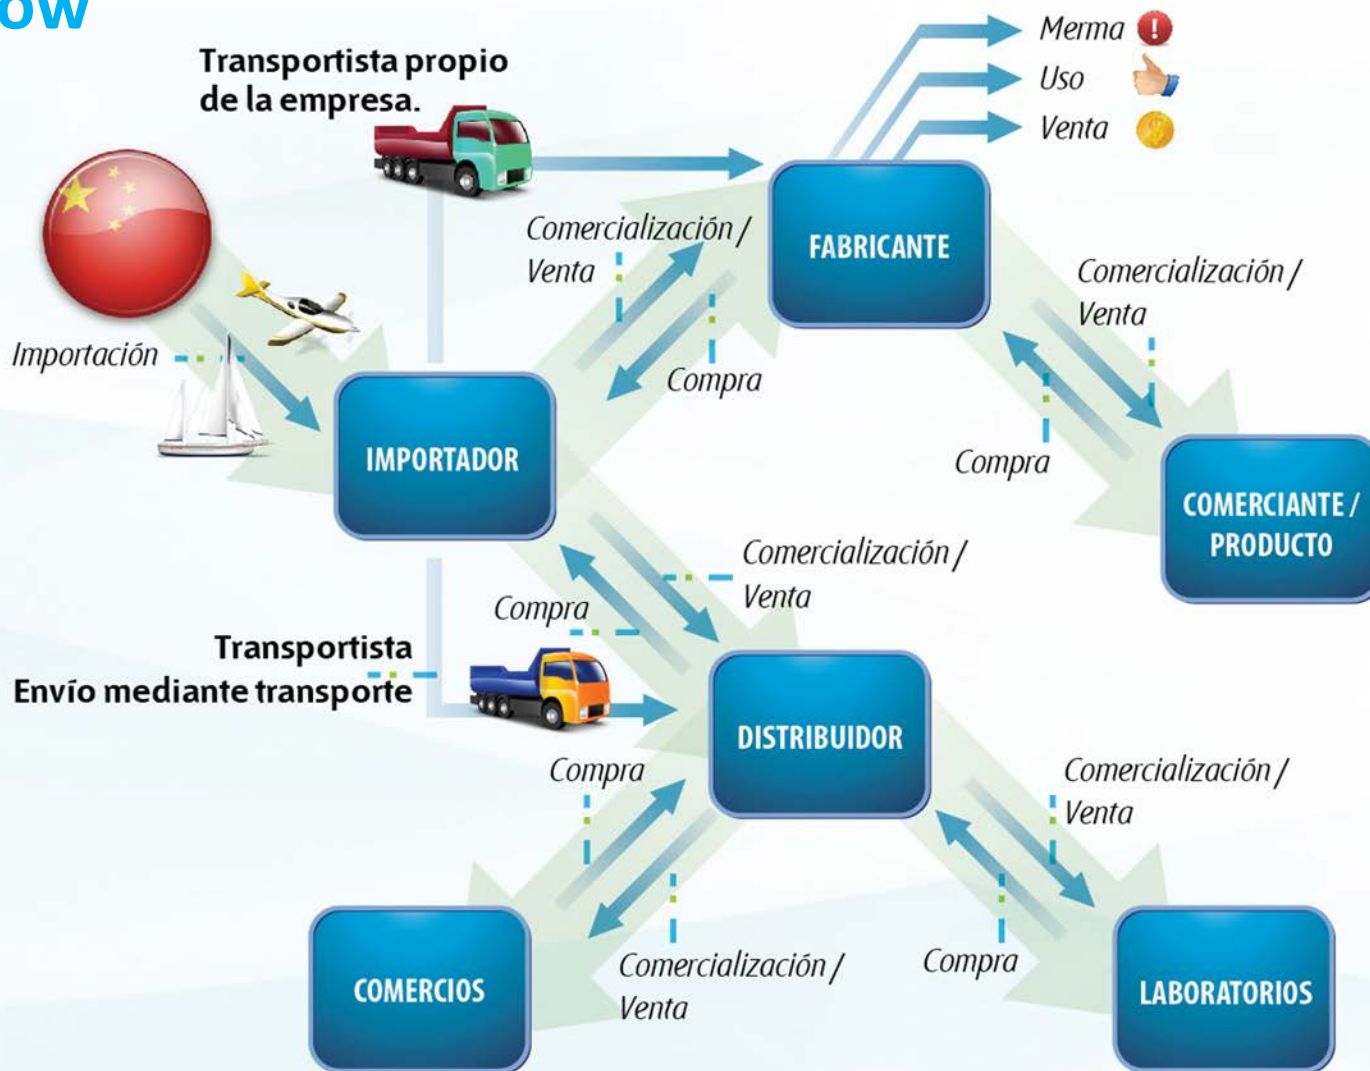 Merma
Transportista propio
de la empresa.
Uso
Venta
Comercialización /
Venta
FABRICANTE
Comercialización /
Venta
Importación
Compra
IMPORTADOR
Compra
COMERCIANTE /
PRODUCTO
Comercialización /
Venta
Compra
Transportista
Envío mediante transporte
DISTRIBUIDOR
Compra
Comercialización /
Venta
COMERCIOS
Comercialización /
Venta
Compra
LABORATORIOS